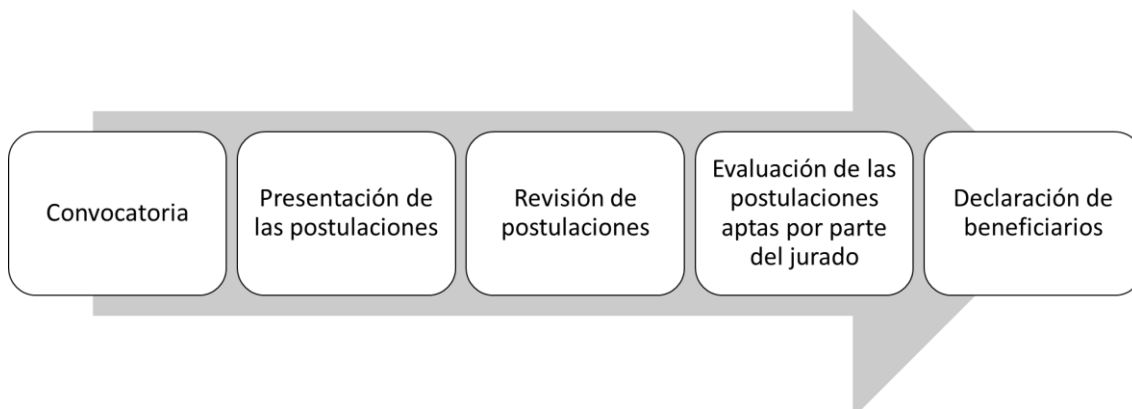 Convocatoria
Presentación de
las postulaciones
Revisión de
postulaciones
Evaluación de las
postulaciones
aptas por parte
del jurado
Declaración de
beneficiarios